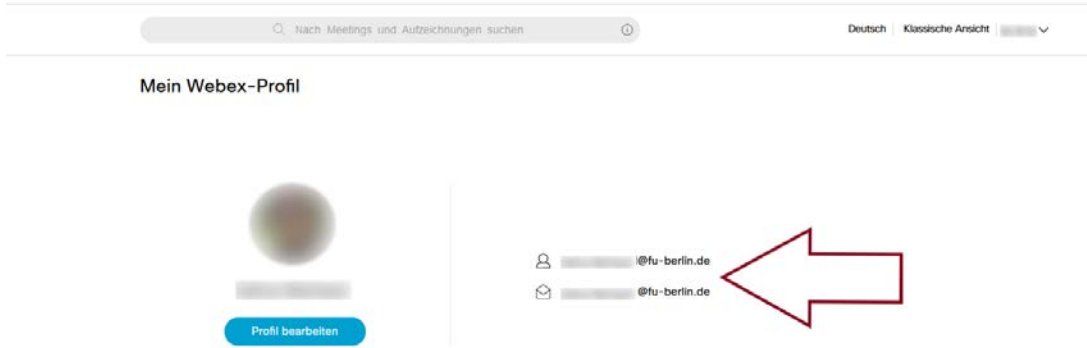 Nach Meetings und Aufzeichnungen suchen
Deutsch Klassische Ansicht
Mein Webex-Profil
@fu-berlin.de
@fu-berlin.de
Profil bearbeiten